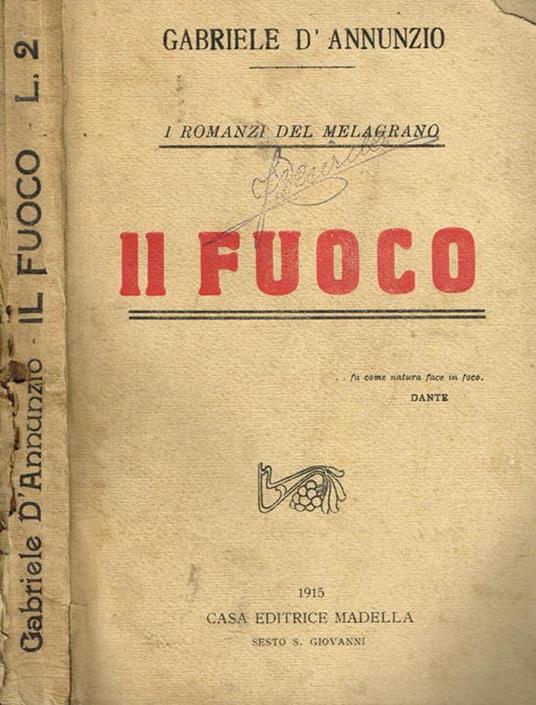 Gabriele D'Annunzio - IL FUOCO - L. 2
GABRIELE D' ANNUNZIO
I ROMANZI DEL MELAGRANO
Il FUOCO
. . fa come natura face in foco.
DANTE
1915
CASA EDITRICE MADELLA
SESTO S. GIOVANNI